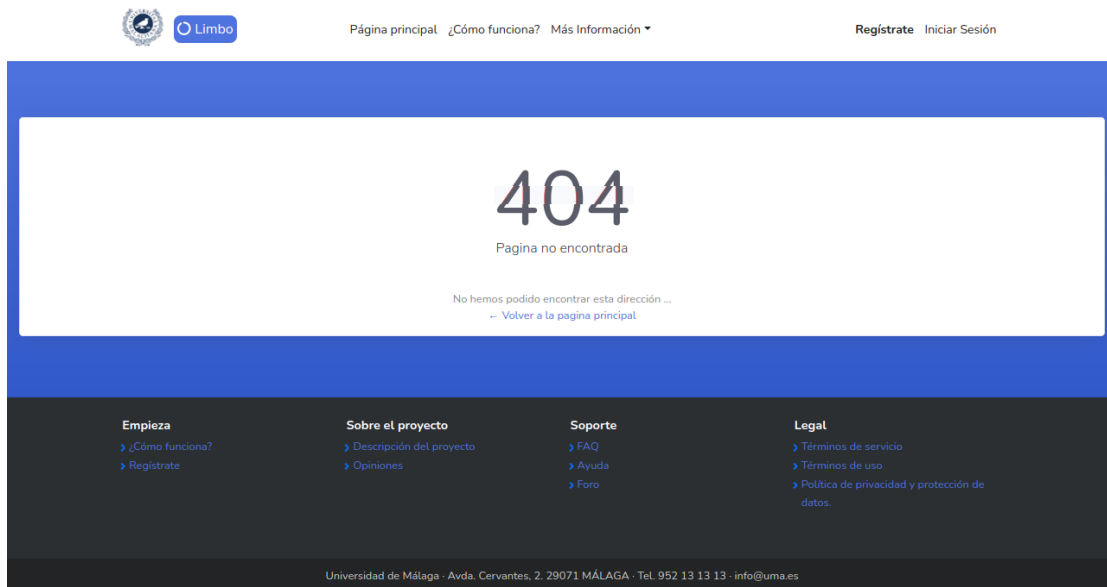 Limbo
Página principal ¿Cómo funciona? Más Información
Regístrate Iniciar Sesión
404
Pagina no encontrada
No hemos podido encontrar esta dirección ...
← Volver a la pagina principal
Empieza
¿Cómo funciona?
Regístrate
Sobre el proyecto
Descripción del proyecto
Opiniones
Soporte
FAQ
Ayuda
Foro
Legal
Términos de servicio
Términos de uso
Política de privacidad y protección de
datos.
Universidad de Málaga · Avda. Cervantes, 2. 29071 MÁLAGA · Tel. 952 13 13 13 · info@uma.es